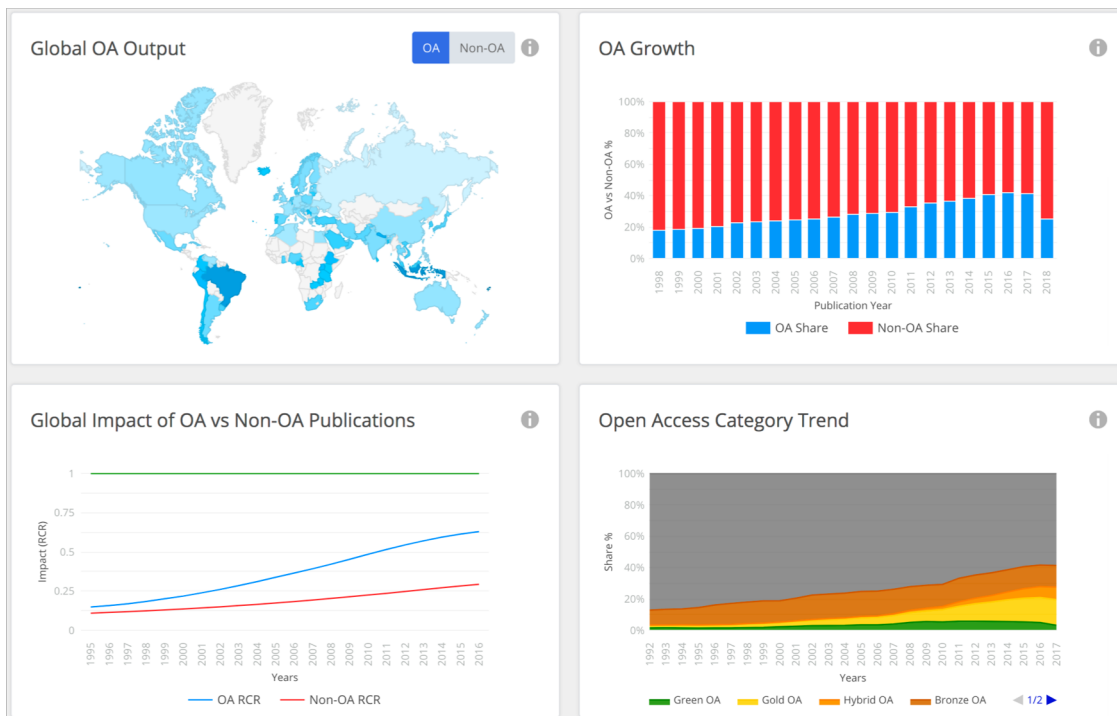 Global OA Output
OA Non-OA
OA Growth
100%
80%
60%
40%
20%
0%
OA vs Non-OA %
1998 1999 2000 2001 2002 2003 2004 2005 2006 2007 2008 2009 2010 2011 2012 2013 2014 2015 2016 2017 2018
Publication Year
OA Share Non-OA Share
Global Impact of OA vs Non-OA Publications
1
0.75
0.5
0.25
0
Impact (RCR)
1995 1996 1997 1998 1999 2000 2001 2002 2003 2004 2005 2006 2007 2008 2009 2010 2011 2012 2013 2014 2015 2016
Years
OA RCR Non-OA RCR
Open Access Category Trend
100%
80%
60%
40%
20%
0%
Share %
1992 1993 1994 1995 1996 1997 1998 1999 2000 2001 2002 2003 2004 2005 2006 2007 2008 2009 2010 2011 2012 2013 2014 2015 2016 2017
Years
Green OA Gold OA Hybrid OA Bronze OA 1/2